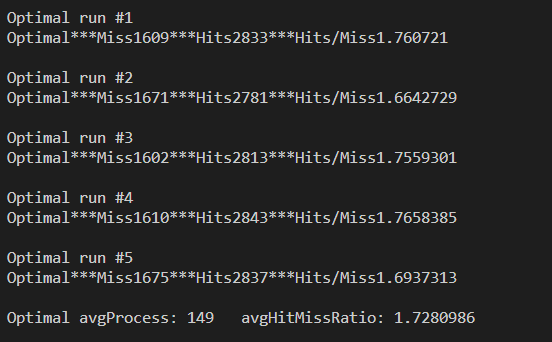 Optimal run #1
Optimal***Miss1609***Hits2833***Hits/Miss1.760721
Optimal run #2
Optimal***Miss1671***Hits2781***Hits/Miss1.6642729
Optimal run #3
Optimal***Miss1602***Hits2813***Hits/Miss1.7559301
Optimal run #4
Optimal***Miss1610***Hits2843***Hits/Miss1.7658385
Optimal run #5
Optimal***Miss1675***Hits2837***Hits/Miss1.6937313
Optimal avgProcess: 149   avgHitMissRatio: 1.7280986